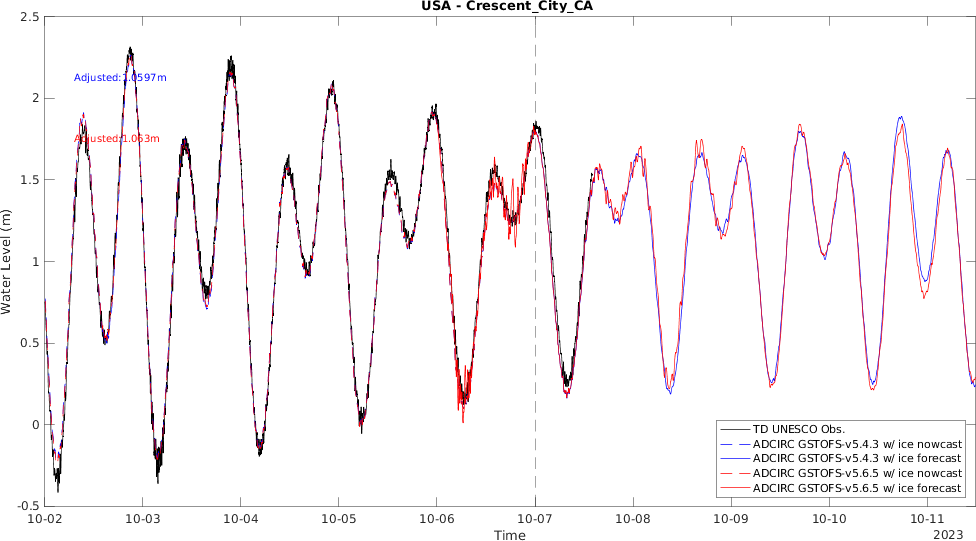 USA - Crescent_City_CA
2.5
2
1.5
1
0.5
0
-0.5
Water Level (m)
Adjusted:1.0597m
Adjusted:1.063m
TD UNESCO Obs.
ADCIRC GSTOFS-v5.4.3 w/ ice nowcast
ADCIRC GSTOFS-v5.4.3 w/ ice forecast
ADCIRC GSTOFS-v5.6.5 w/ ice nowcast
ADCIRC GSTOFS-v5.6.5 w/ ice forecast
10-02 10-03 10-04 10-05 10-06 10-07 10-08 10-09 10-10 10-11
Time
2023